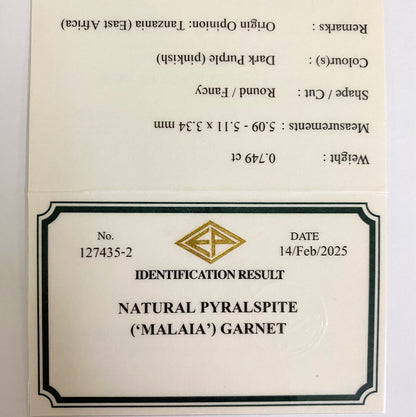 Weight : 0.749 ct
Measurements : 5.09 - 5.11 x 3.34 mm
Shape / Cut : Round / Fancy
Colour(s) : Dark Purple (pinkish)
Remarks : Origin Opinion: Tanzania (East Africa)
No. DATE
127435-2 14/Feb/2025
EP
IDENTIFICATION RESULT
NATURAL PYRALSPITE
(‘MALAIA’) GARNET